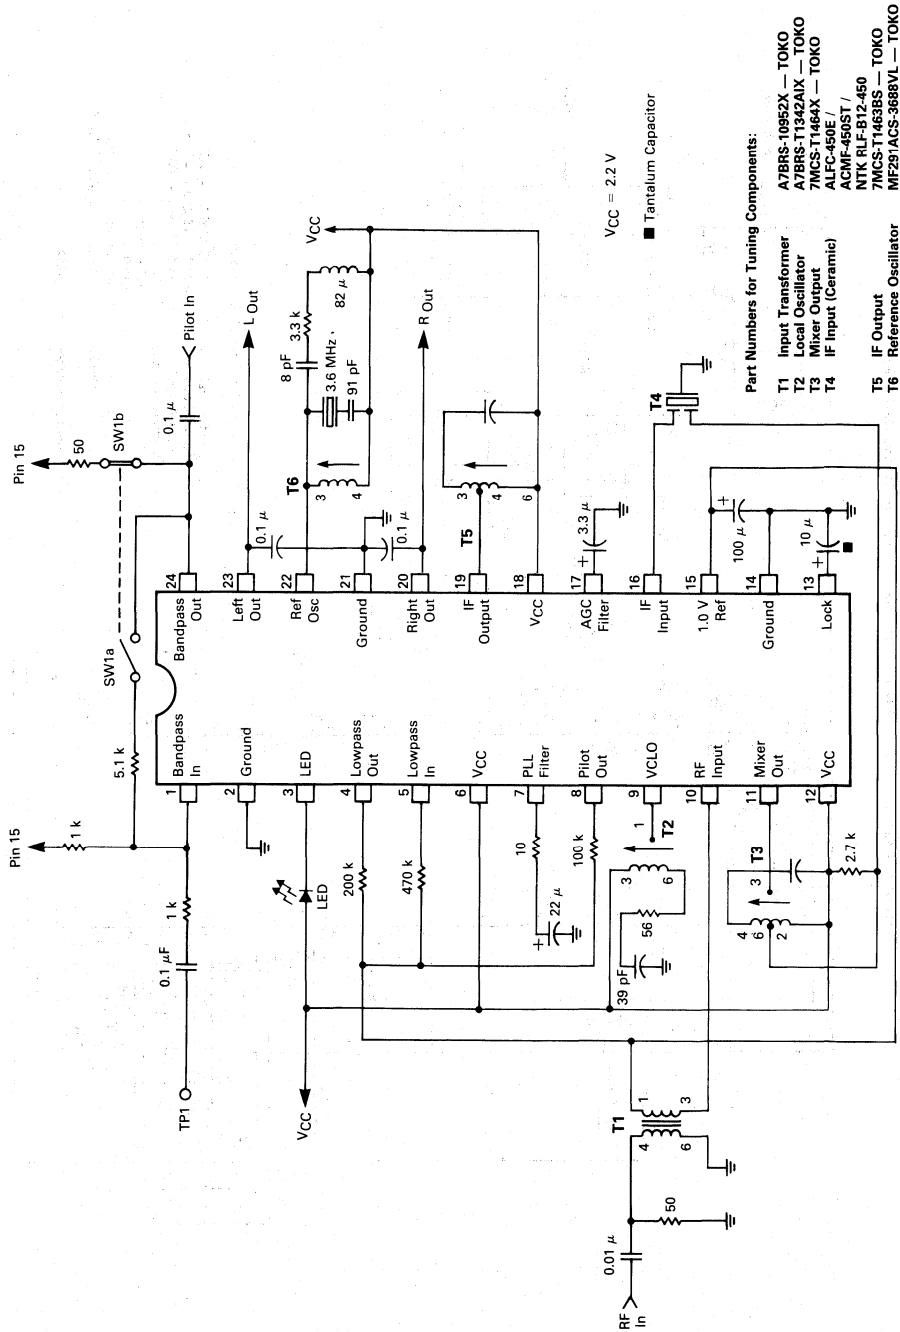 Pin 15
50
SW1b
0.1 μ
Pilot In
SW1a
5.1 k
Pin 15
1 k
1 k
0.1 μF
TP1
24
Bandpass
Out
23
Left
Out
22
Ref
Osc
21
Ground
20
Right
Out
19
IF
Output
18
VCC
17
AGC
Filter
16
IF
Input
15
1.0 V
Ref
14
Ground
13
Lock
1
Bandpass
In
2
Ground
3
LED
4
Lowpass
Out
5
Lowpass
In
6
VCC
7
PLL
Filter
8
Pilot
Out
9
VCLO
10
RF
Input
11
Mixer
Out
12
VCC
L Out
0.1 μ
0.1 μ
R Out
T6
3
4
8 pF
3.3 k
3.6 MHz
91 pF
82 μ
VCC
T5
3
4
6
3.3 μ
+
T4
+
100 μ
10 μ
+
LED
VCC
200 k
470 k
10
22 μ
+
100 k
1
T2
3
6
56
39 pF
T3
3
4
6
2
2.7 k
T1
1
3
4
6
50
0.01 μ
RF
In
VCC = 2.2 V
■ Tantalum Capacitor
Part Numbers for Tuning Components:
T1 Input Transformer A7BRS-10952X — TOKO
T2 Local Oscillator A7BRS-T1342AIX — TOKO
T3 Mixer Output 7MCS-T1464X — TOKO
T4 IF Input (Ceramic) ALFC-450E /
ACMF-450ST /
NTK RLF-B12-450
T5 IF Output 7MCS-T1463BS — TOKO
T6 Reference Oscillator MF291ACS-3688VL — TOKO